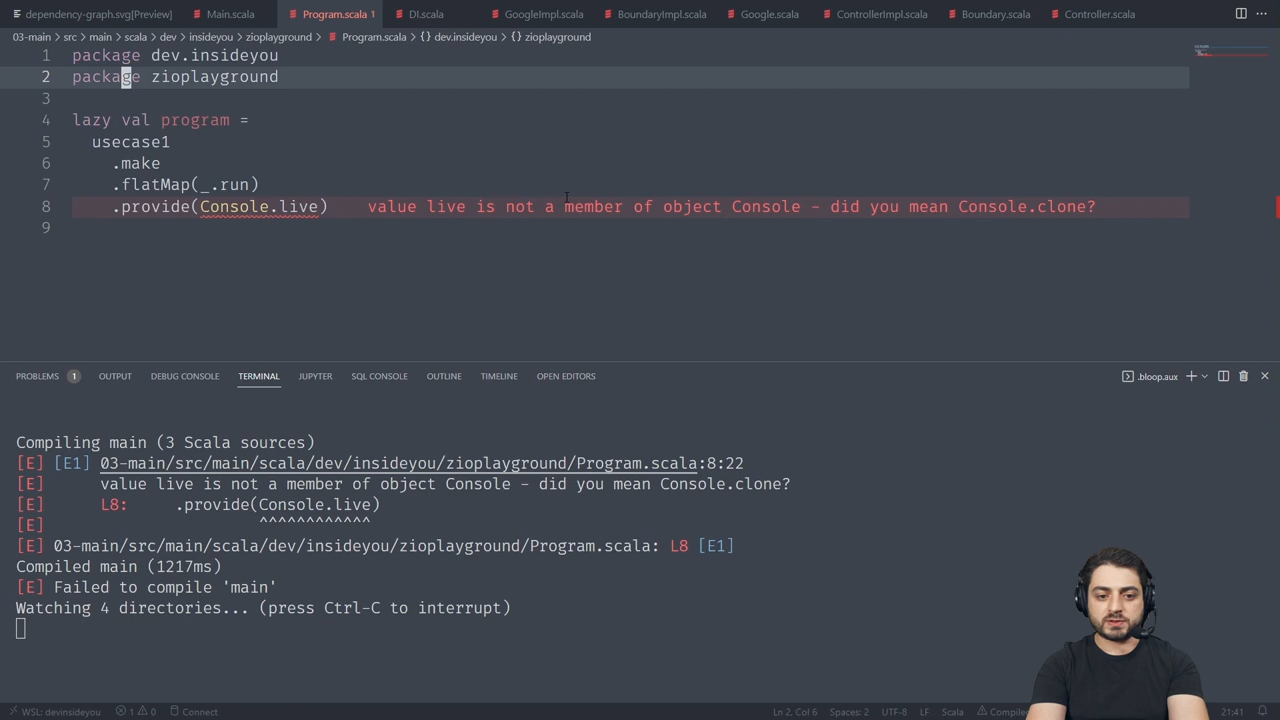 dependency-graph.svg[Preview] Main.scala Program.scala 1 DI.scala GoogleImpl.scala BoundaryImpl.scala Google.scala ControllerImpl.scala Boundary.scala Controller.scala
03-main > src > main > scala > dev > insideyou > zioplayground > Program.scala > {} dev.insideyou > {} zioplayground
1 package dev.insideyou
2 package zioplayground
3
4 lazy val program =
5 usecase1
6 .make
7 .flatMap(_.run)
8 .provide(Console.live) value live is not a member of object Console – did you mean Console.clone?
9
PROBLEMS 1 OUTPUT DEBUG CONSOLE TERMINAL JUPYTER SQL CONSOLE OUTLINE TIMELINE OPEN EDITORS .bloop.aux
Compiling main (3 Scala sources)
[E] [E1] 03-main/src/main/scala/dev/insideyou/zioplayground/Program.scala:8:22
[E] value live is not a member of object Console – did you mean Console.clone?
[E] L8: .provide(Console.live)
[E] ^^^^^^^^^^^^
[E] 03-main/src/main/scala/dev/insideyou/zioplayground/Program.scala: L8 [E1]
Compiled main (1217ms)
[E] Failed to compile 'main'
Watching 4 directories... (press Ctrl-C to interrupt)
WSL: devinsideyou 1 0 Connect Ln 2, Col 6 Spaces: 2 UTF-8 LF Scala 21:41